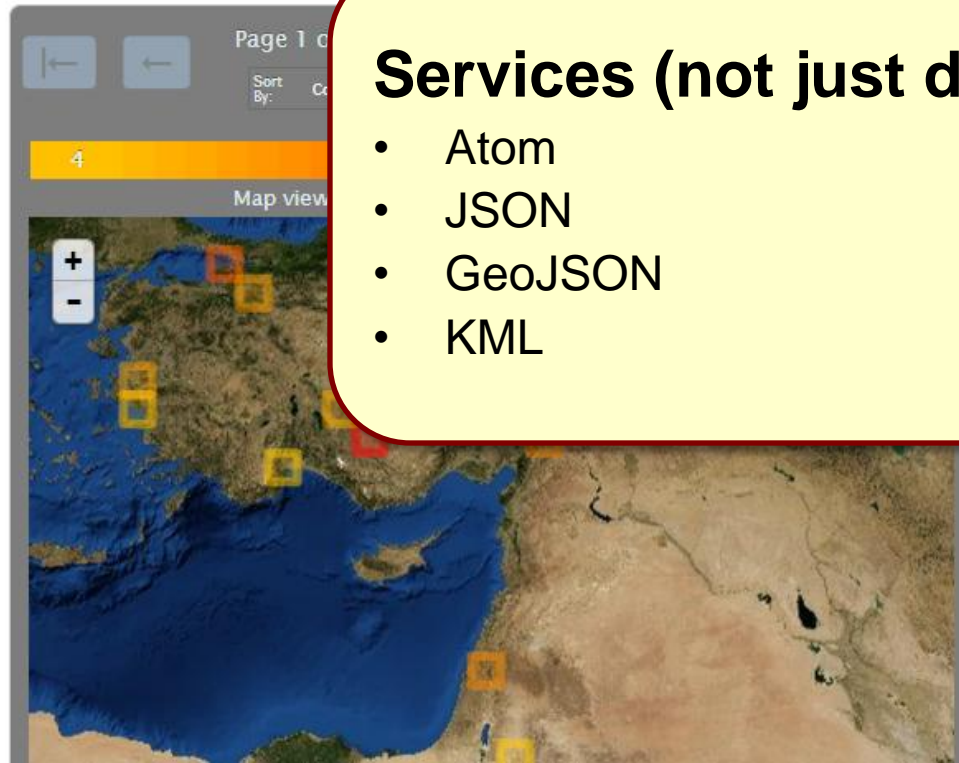 Page 1
Sort By:
4
Map view
+
-
Services (not just
• Atom
• JSON
• GeoJSON
• KML